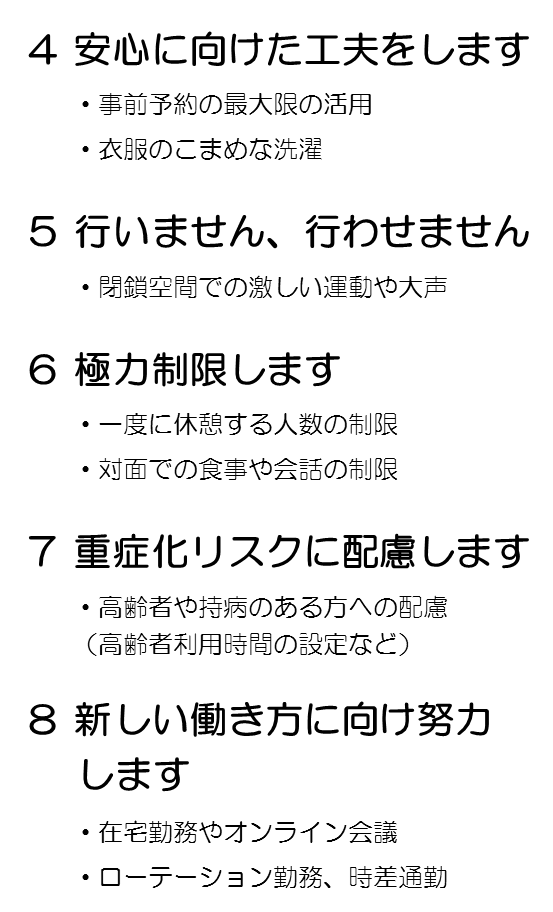 4 安心に向けた工夫をします
・事前予約の最大限の活用
・衣服のこまめな洗濯
5 行いません、行わせません
・閉鎖空間での激しい運動や大声
6 極力制限します
・一度に休憩する人数の制限
・対面での食事や会話の制限
7 重症化リスクに配慮します
・高齢者や持病のある方への配慮
（高齢者利用時間の設定など）
8 新しい働き方に向け努力
します
・在宅勤務やオンライン会議
・ローテーション勤務、時差通勤